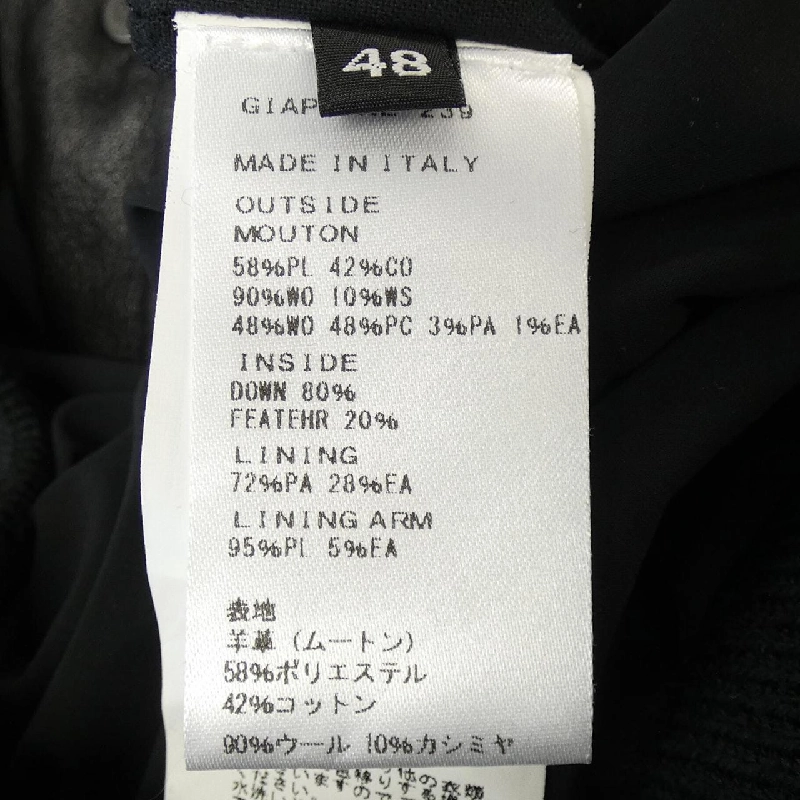 48
MADE IN ITALY
OUTSIDE
MOUTON
58%PL 42%CO
90%WO 10%WS
48%WO 48%PC 3%PA 1%EA
INSIDE
DOWN 80%
FEATEHR 20%
LINING
72%PA 28%EA
LINING ARM
95%PL 5%EA
表地
羊革 (ムートン)
58%ポリエステル
42%コットン
90%ウール 10%カシミヤ